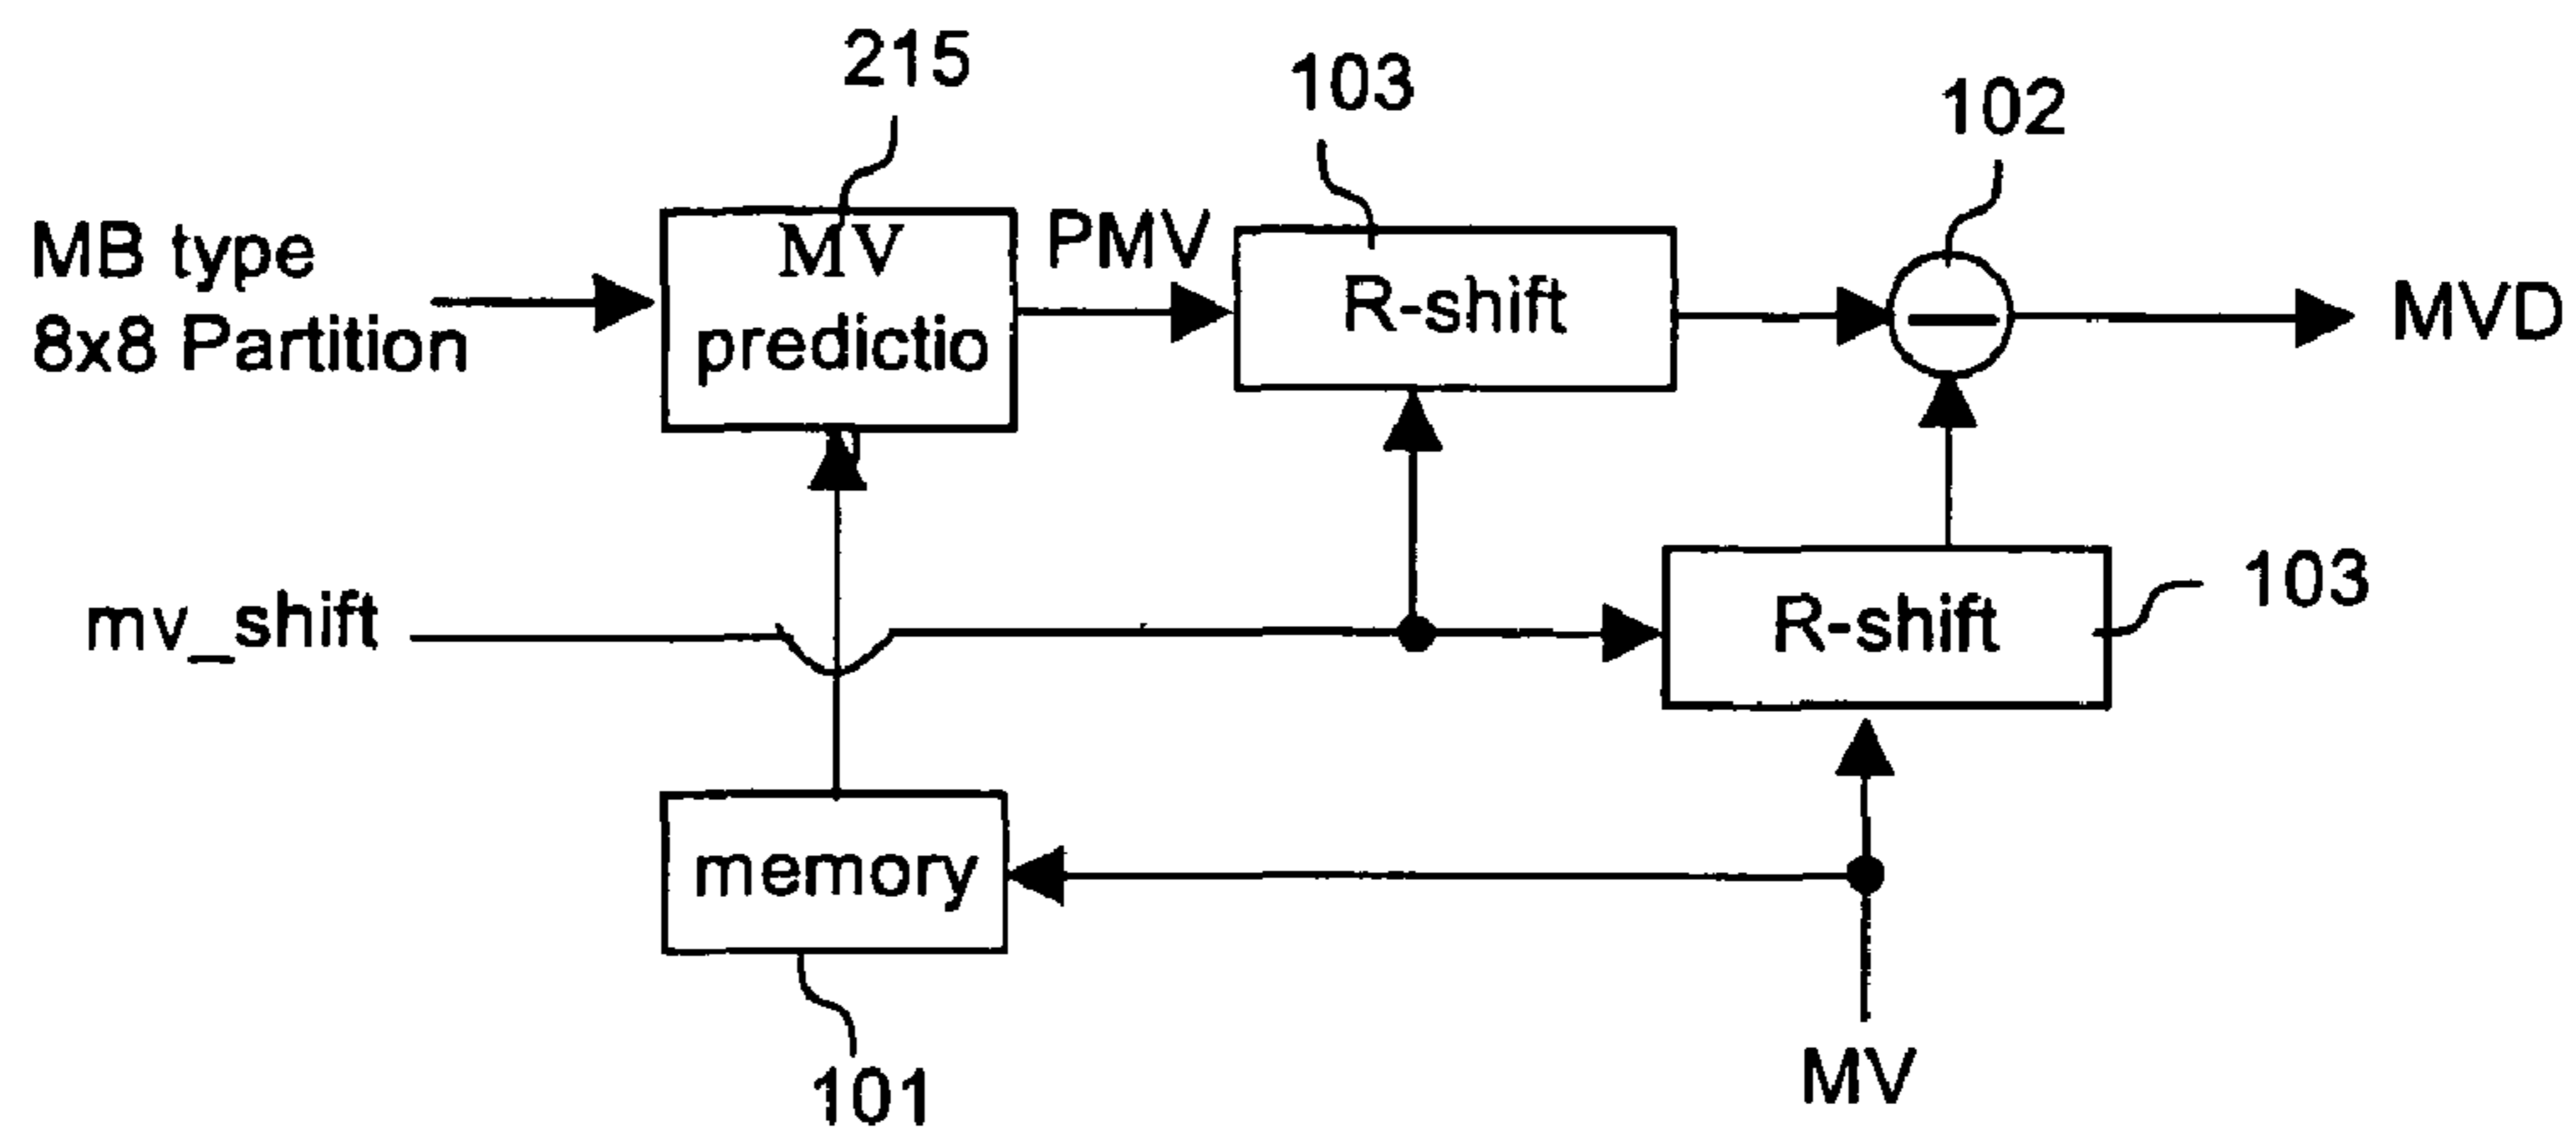 215
103
102
MB type
8x8 Partition
MV
predictio
PMV
R-shift
MVD
mv_shift
R-shift
103
memory
101
MV